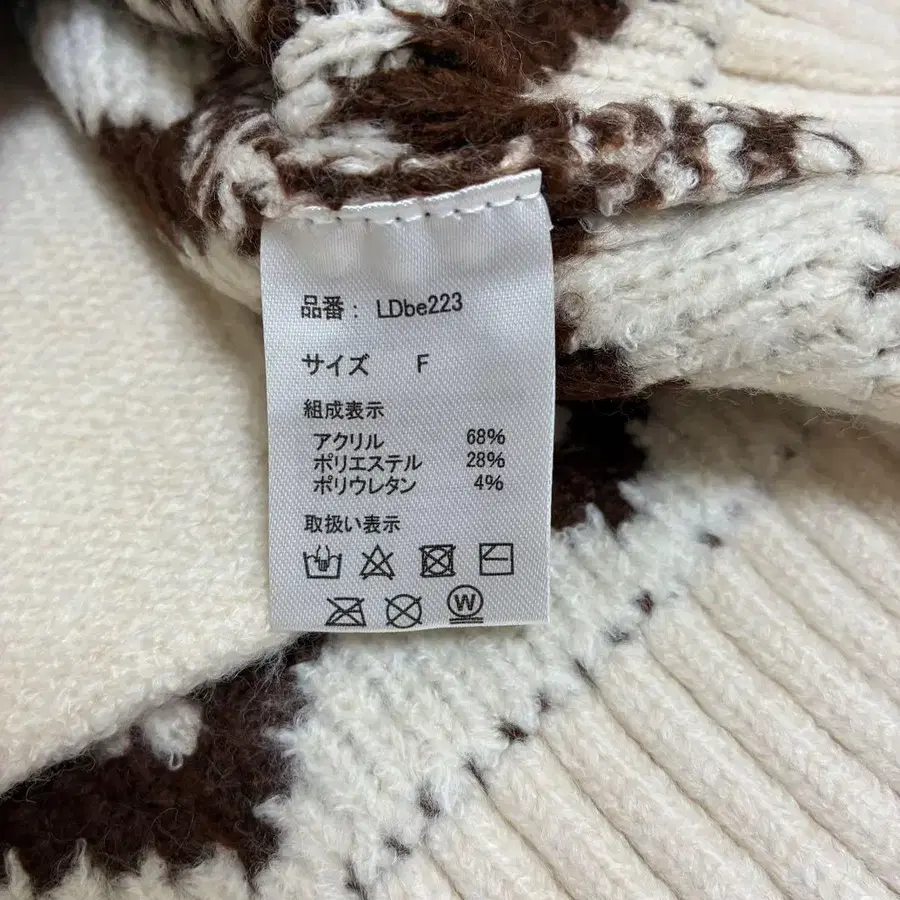 品番： LDbe223
サイズ F
組成表示
アクリル 68%
ポリエステル 28%
ポリウレタン 4%
取扱い表示
W